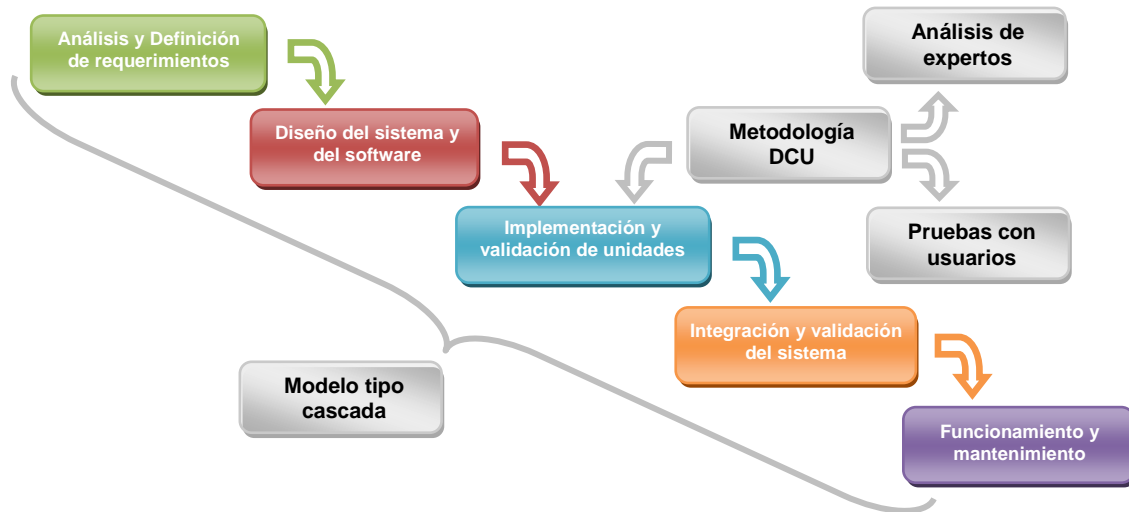 Análisis y Definición
de requerimientos
Análisis de
expertos
Diseño del sistema y
del software
Metodología
DCU
Implementación y
validación de unidades
Pruebas con
usuarios
Integración y validación
del sistema
Modelo tipo
cascada
Funcionamiento y
mantenimiento